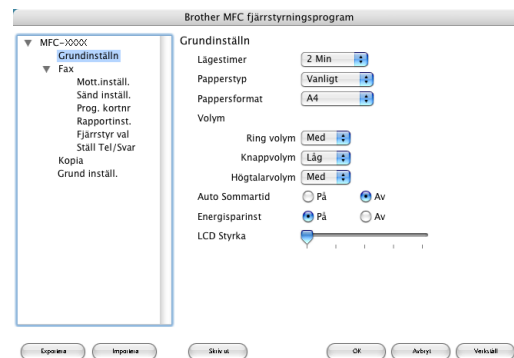 Brother MFC fjärrstyrningsprogram
MFC-XXXX
Grundinställn
Fax
Mott.inställ.
Sänd inställ.
Prog. kortnr
Rapportinst.
Fjärrstyr val
Ställ Tel/Svar
Kopia
Grund inställ.
Grundinställn
Lägestimer 2 Min
Papperstyp Vanligt
Pappersformat A4
Volym
Ring volym Med
Knappvolym Låg
Högtalarvolym Med
Auto Sommartid På Av
Energisparinst På Av
LCD Styrka
Exportera Importera Skriv ut OK Avbryt Verkställ